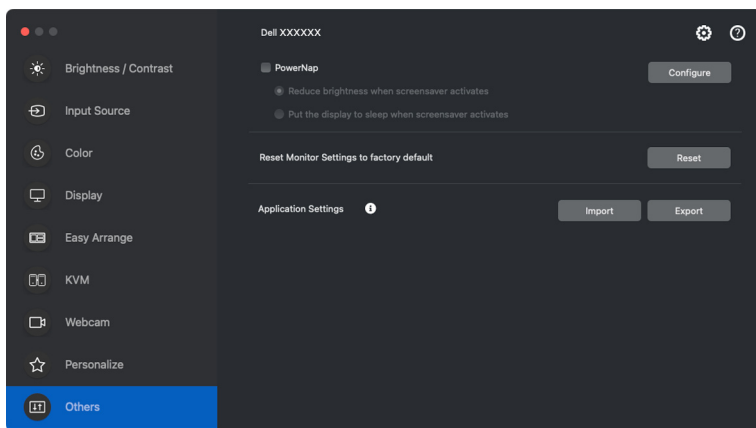 Dell XXXXXX
Brightness / Contrast
Input Source
Color
Display
Easy Arrange
KVM
Webcam
Personalize
Others
PowerNap
Configure
Reduce brightness when screensaver activates
Put the display to sleep when screensaver activates
Reset Monitor Settings to factory default
Reset
Application Settings
Import
Export